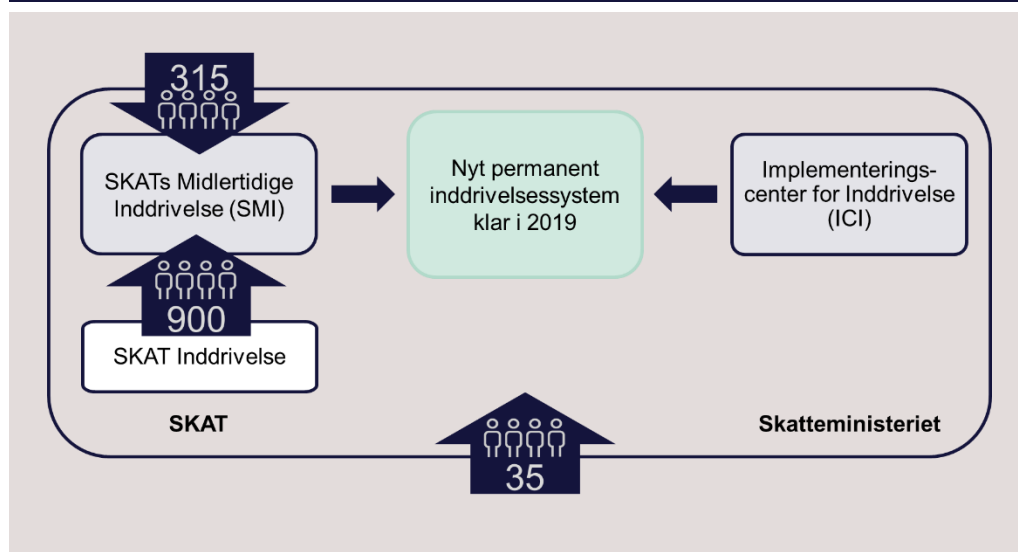 315
SKATs Midlertidige
Inddrivelse (SMI)
Nyt permanent
inddrivelsessystem
klar i 2019
Implementerings-
center for Inddrivelse
(ICI)
900
SKAT Inddrivelse
SKAT
Skatteministeriet
35